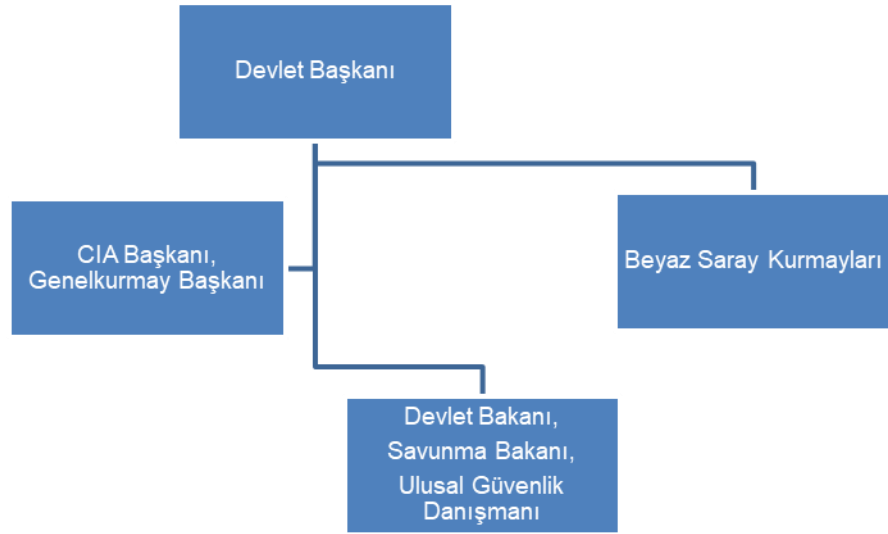 Devlet Başkanı
CIA Başkanı,
Genelkurmay Başkanı
Beyaz Saray Kurmayları
Devlet Bakanı,
Savunma Bakanı,
Ulusal Güvenlik
Danışmanı